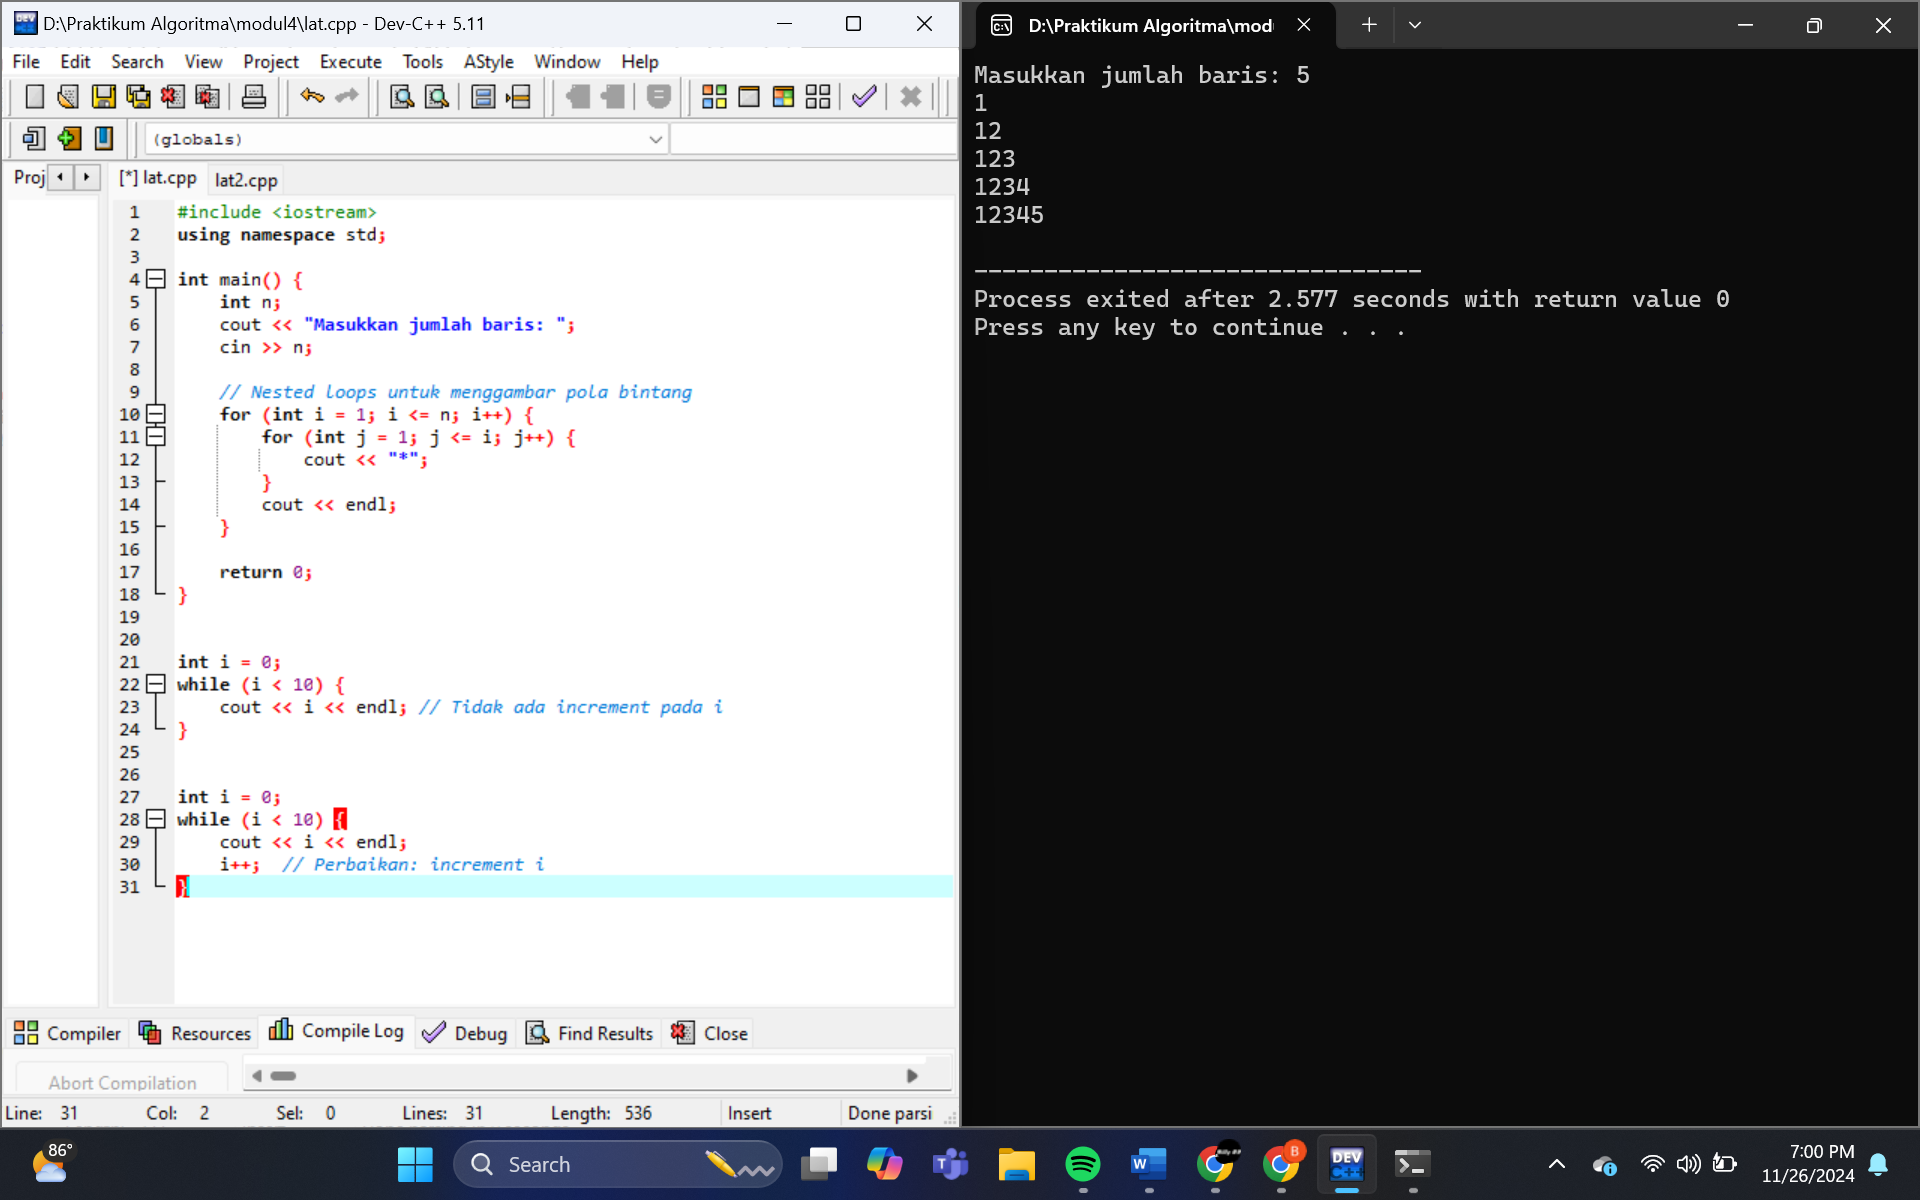 D:\Praktikum Algoritma\modul4\lat.cpp - Dev-C++ 5.11
File Edit Search View Project Execute Tools AStyle Window Help
(globals)
Proj [*] lat.cpp lat2.cpp
1 #include <iostream>
2 using namespace std;
3
4 int main() {
5 int n;
6 cout << "Masukkan jumlah baris: ";
7 cin >> n;
8
9 // Nested loops untuk menggambar pola bintang
10 for (int i = 1; i <= n; i++) {
11 for (int j = 1; j <= i; j++) {
12 cout << "*";
13 }
14 cout << endl;
15 }
16
17 return 0;
18 }
19
20
21 int i = 0;
22 while (i < 10) {
23 cout << i << endl; // Tidak ada increment pada i
24 }
25
26
27 int i = 0;
28 while (i < 10) {
29 cout << i << endl;
30 i++; // Perbaikan: increment i
31 }
Compiler Resources Compile Log Debug Find Results Close
Abort Compilation
Line: 31 Col: 2 Sel: 0 Lines: 31 Length: 536 Insert Done parsi
D:\Praktikum Algoritma\mod
Masukkan jumlah baris: 5
1
12
123
1234
12345
--------------------------------
Process exited after 2.577 seconds with return value 0
Press any key to continue . . .
86°
Search
DEV C++
7:00 PM
11/26/2024